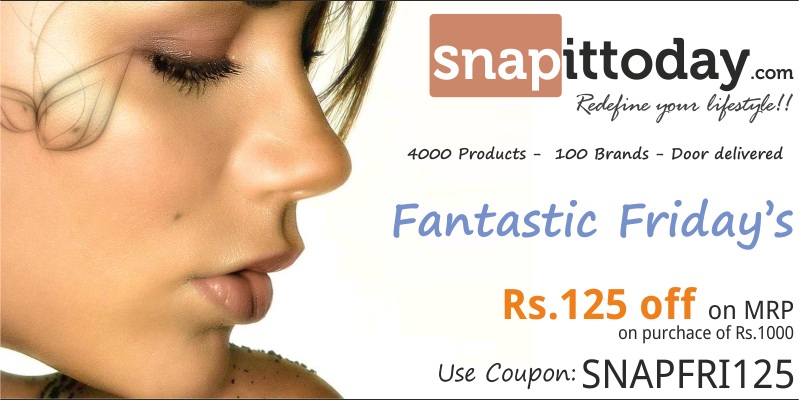 snapittoday.com
Redefine your lifestyle!!
4000 Products - 100 Brands - Door delivered
Fantastic Friday's
Rs.125 off on MRP
on purchace of Rs.1000
Use Coupon: SNAPFRI125